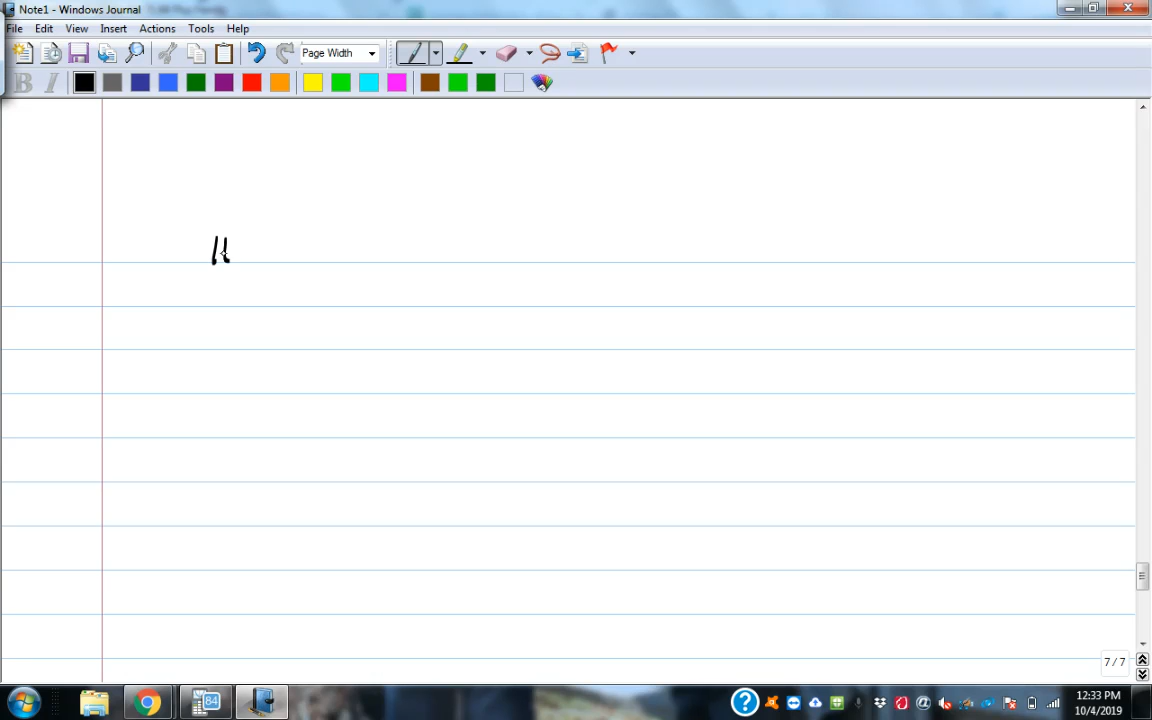 Note1 - Windows Journal
File Edit View Insert Actions Tools Help
Page Width
B I
7 / 7
84
12:33 PM
10/4/2019